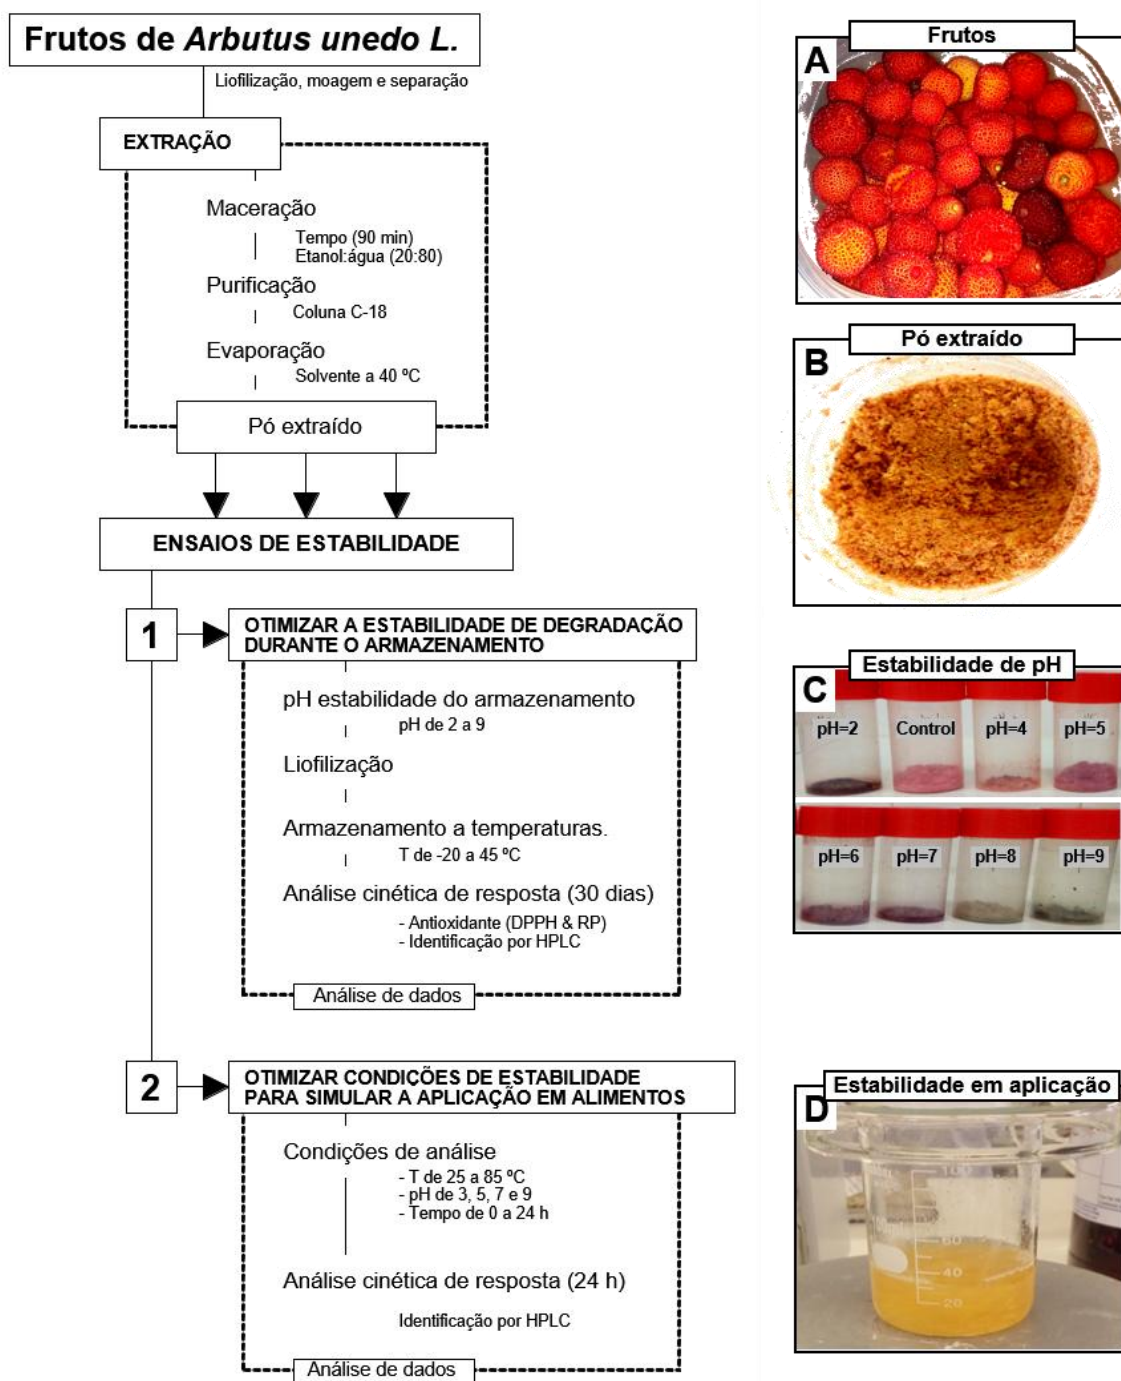 Frutos de Arbutus unedo L.
Liofilização, moagem e separação
EXTRAÇÃO
Maceração
Tempo (90 min)
Etanol:água (20:80)
Purificação
Coluna C-18
Evaporação
Solvente a 40 ºC
Pó extraído
ENSAIOS DE ESTABILIDADE
1
OTIMIZAR A ESTABILIDADE DE DEGRADAÇÃO
DURANTE O ARMAZENAMENTO
pH estabilidade do armazenamento
pH de 2 a 9
Liofilização
Armazenamento a temperaturas.
T de -20 a 45 ºC
Análise cinética de resposta (30 dias)
- Antioxidante (DPPH & RP)
- Identificação por HPLC
Análise de dados
2
OTIMIZAR CONDIÇÕES DE ESTABILIDADE
PARA SIMULAR A APLICAÇÃO EM ALIMENTOS
Condições de análise
- T de 25 a 85 ºC
- pH de 3, 5, 7 e 9
- Tempo de 0 a 24 h
Análise cinética de resposta (24 h)
Identificação por HPLC
Análise de dados
Frutos
A
Pó extraído
B
Estabilidade de pH
C
pH=2 Control pH=4 pH=5
pH=6 pH=7 pH=8 pH=9
Estabilidade em aplicação
D
100
60
40
20